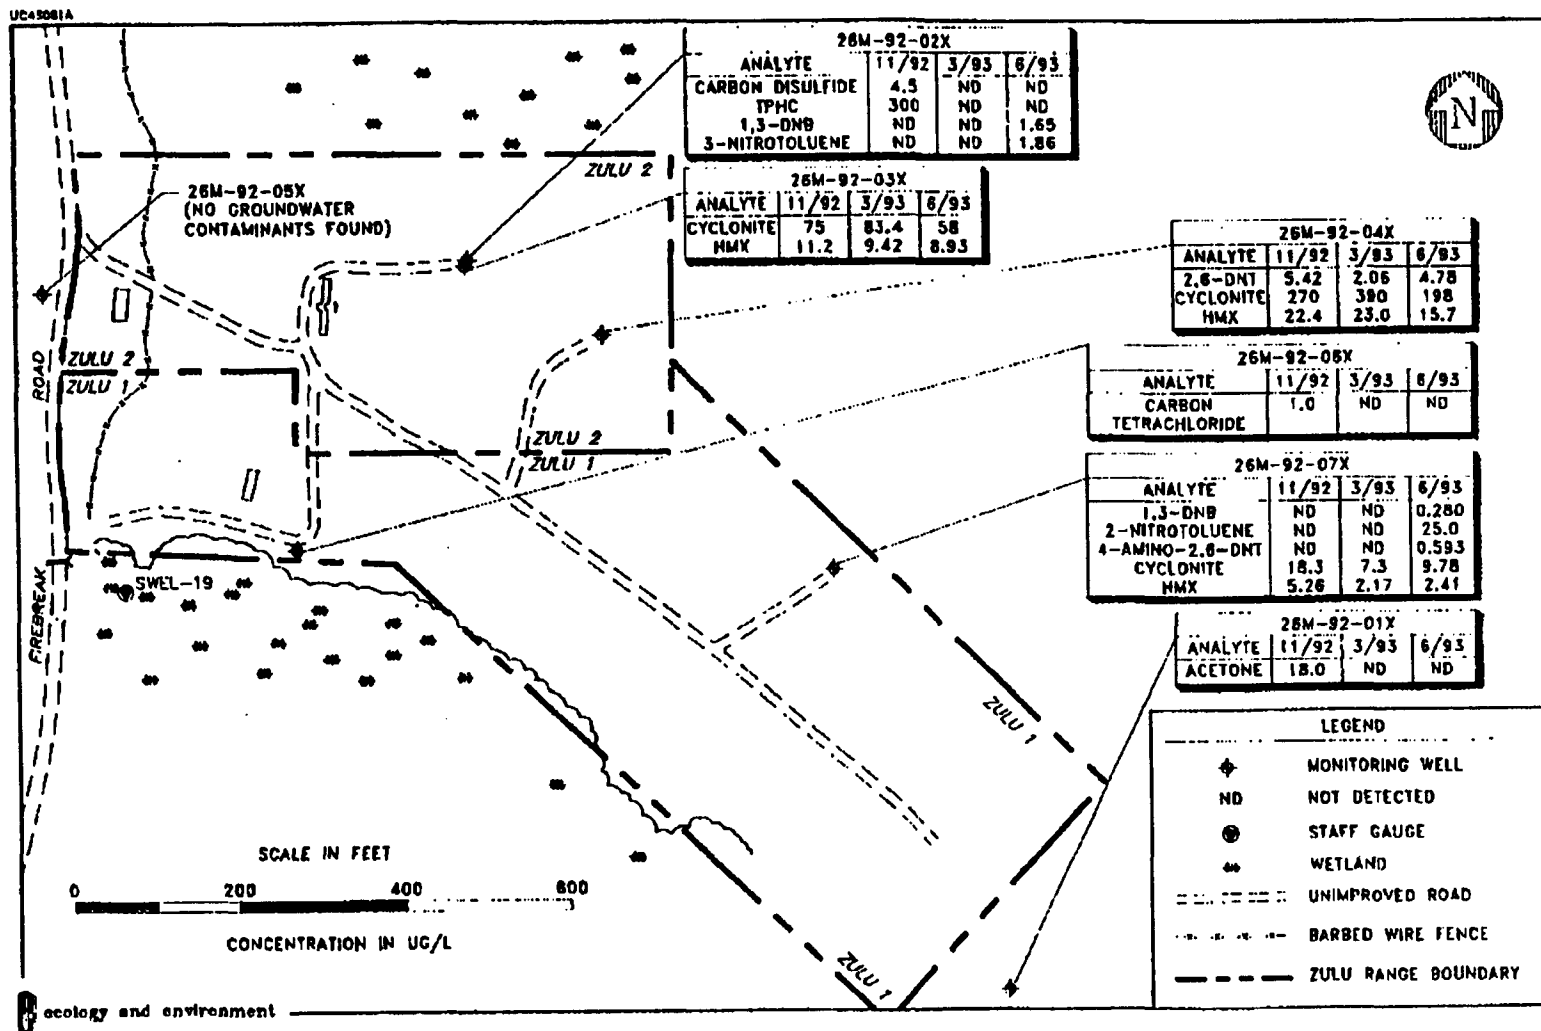 UC45081A
26M-92-02X
ANALYTE 11/92 3/93 6/93
CARBON DISULFIDE 4.5 ND ND
TPHC 300 ND ND
1,3-DNB ND ND 1.65
3-NITROTOLUENE ND ND 1.86
N
ZULU 2
26M-92-05X
(NO GROUNDWATER
CONTAMINANTS FOUND)
26M-92-03X
ANALYTE 11/92 3/93 6/93
CYCLONITE 75 83.4 58
HMX 11.2 9.42 8.93
26M-92-04X
ANALYTE 11/92 3/93 6/93
2,6-DNT 5.42 2.06 4.78
CYCLONITE 270 390 198
HMX 22.4 23.0 15.7
ZULU 2
ZULU 1
ROAD
26M-92-06X
ANALYTE 11/92 3/93 6/93
CARBON TETRACHLORIDE 1.0 ND ND
ZULU 2
ZULU 1
26M-92-07X
ANALYTE 11/92 3/93 6/93
1,3-DNB ND ND 0.280
2-NITROTOLUENE ND ND 25.0
4-AMINO-2,6-DNT ND ND 0.593
CYCLONITE 18.3 7.3 9.78
HMX 5.26 2.17 2.41
SWEL-19
FIREBREAK
26M-92-01X
ANALYTE 11/92 3/93 6/93
ACETONE 18.0 ND ND
ZULU 1
LEGEND
MONITORING WELL
ND NOT DETECTED
STAFF GAUGE
WETLAND
UNIMPROVED ROAD
BARBED WIRE FENCE
ZULU RANGE BOUNDARY
SCALE IN FEET
0 200 400 600
CONCENTRATION IN UG/L
ZULU 1
ecology and environment